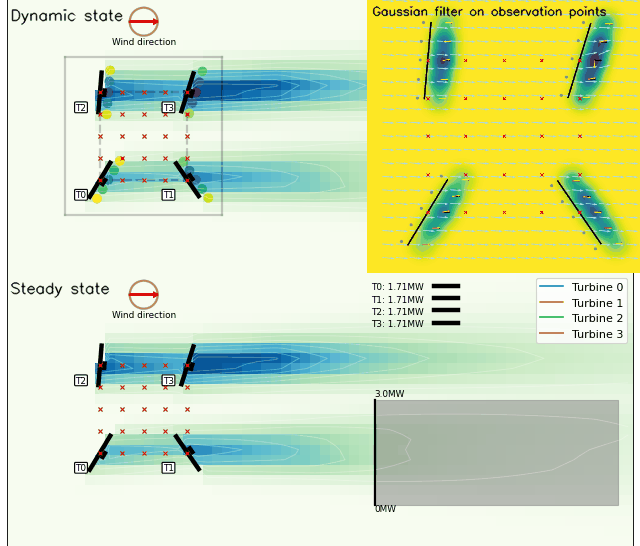 Dynamic state
Wind direction
Gaussian filter on observation points
T2
T3
T0
T1
Steady state
Wind direction
T0: 1.71MW
T1: 1.71MW
T2: 1.71MW
T3: 1.71MW
Turbine 0
Turbine 1
Turbine 2
Turbine 3
T2
T3
T0
T1
3.0MW
0MW